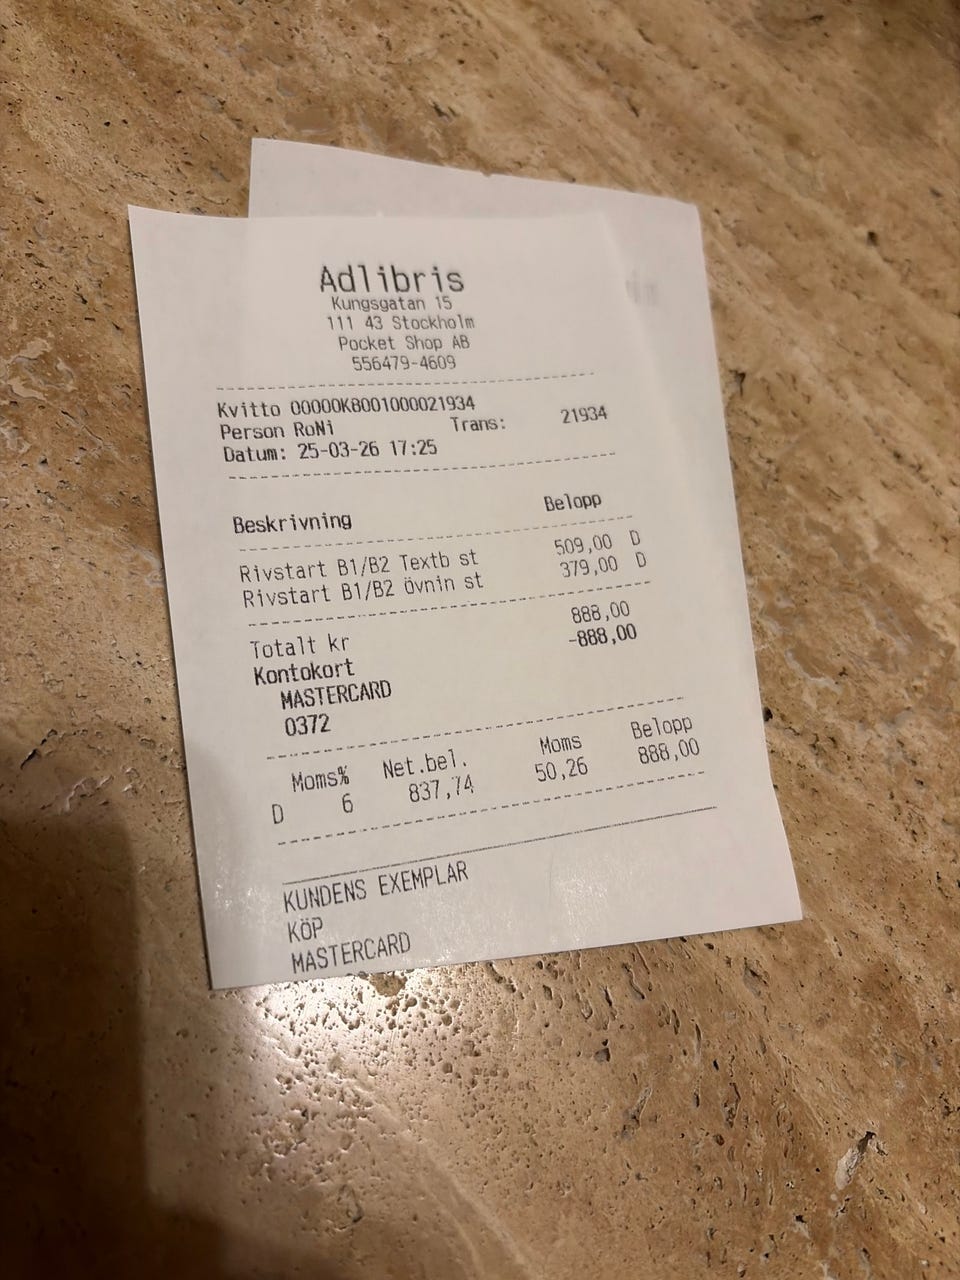 Adlibris
Kungsgatan 15
111 43 Stockholm
Pocket Shop AB
556479-4609
Kvitto 00000K8001000021934
Person RoNi Trans: 21934
Datum: 25-03-26 17:25
Beskrivning Belopp
Rivstart B1/B2 Textb st 509,00 D
Rivstart B1/B2 övnin st 379,00 D
Totalt kr 888,00
Kontokort -888,00
MASTERCARD
0372
Moms% Net.bel. Moms Belopp
D 6 837,74 50,26 888,00
KUNDENS EXEMPLAR
KÖP
MASTERCARD